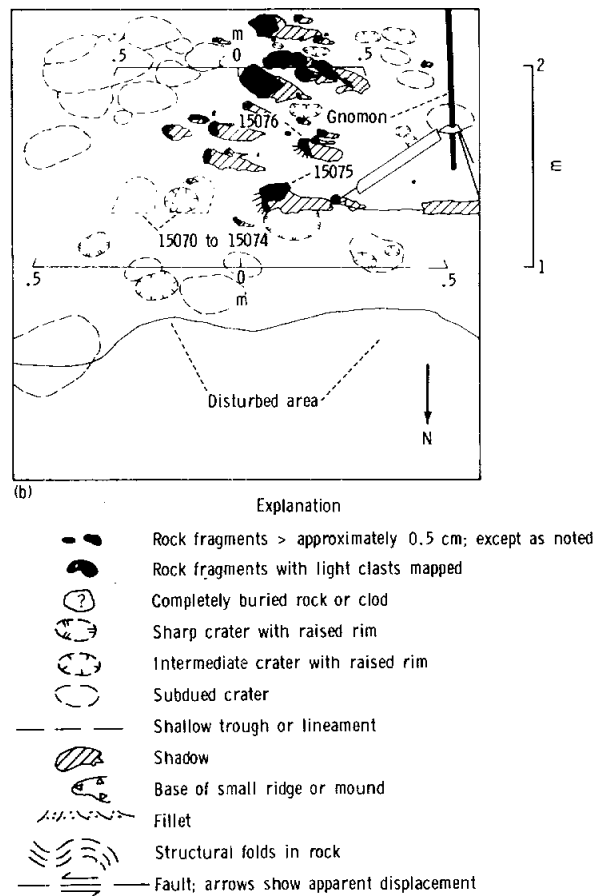 m
.5 0 .5
2
15076
Gnomon
m
15075
15070 to 15074
1
.5 0 .5
m
Disturbed area
N
(b)
Explanation
Rock fragments > approximately 0.5 cm; except as noted
Rock fragments with light clasts mapped
? Completely buried rock or clod
Sharp crater with raised rim
Intermediate crater with raised rim
Subdued crater
Shallow trough or lineament
Shadow
Base of small ridge or mound
Fillet
Structural folds in rock
Fault; arrows show apparent displacement